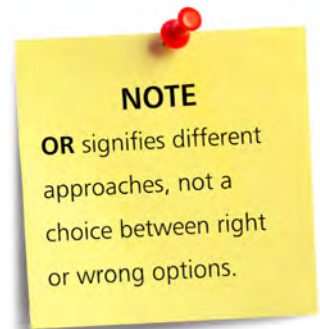 NOTE
OR signifies different
approaches, not a
choice between right
or wrong options.